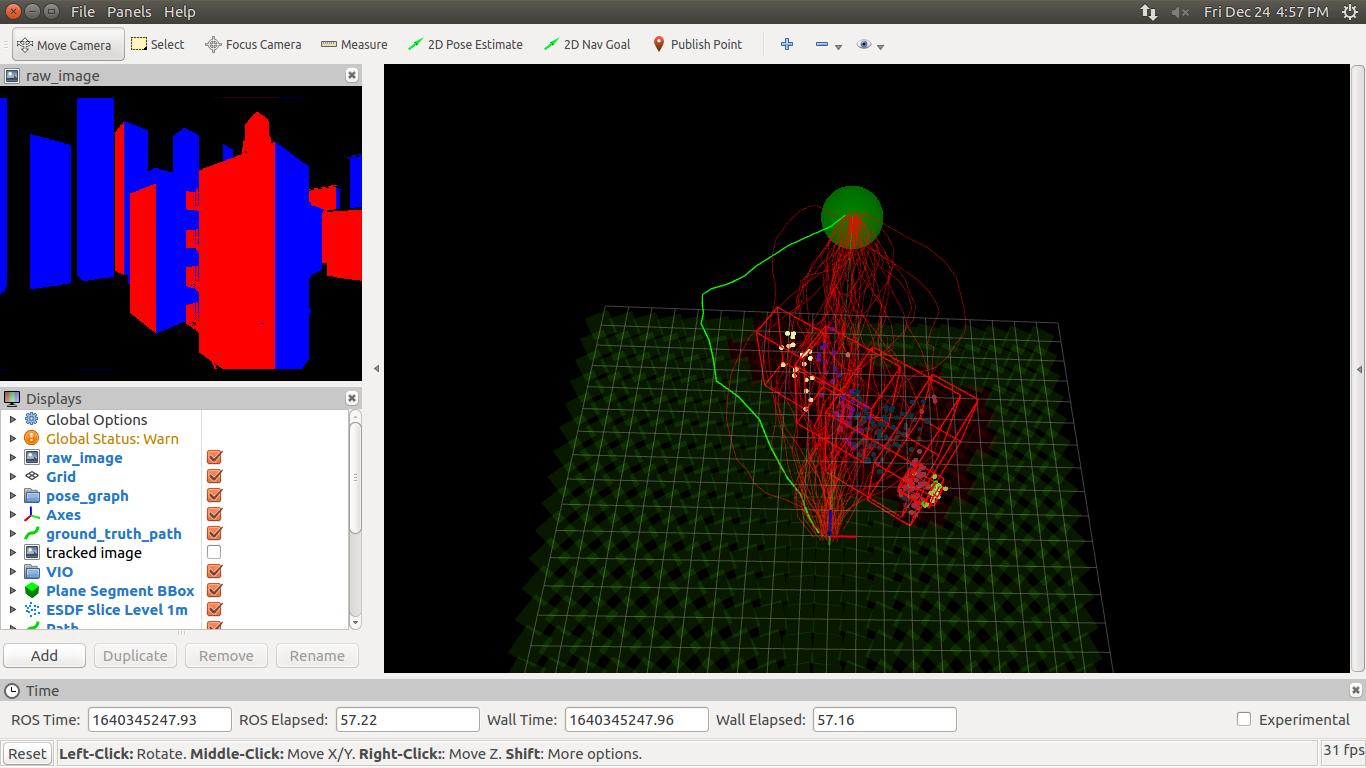 File Panels Help
Fri Dec 24 4:57 PM
Move Camera Select Focus Camera Measure 2D Pose Estimate 2D Nav Goal Publish Point
raw_image
Displays
Global Options
Global Status: Warn
raw_image
Grid
pose_graph
Axes
ground_truth_path
tracked image
VIO
Plane Segment BBox
ESDF Slice Level 1m
Path
Add Duplicate Remove Rename
Time
ROS Time: 1640345247.93 ROS Elapsed: 57.22 Wall Time: 1640345247.96 Wall Elapsed: 57.16 Experimental
Reset Left-Click: Rotate. Middle-Click: Move X/Y. Right-Click:: Move Z. Shift: More options. 31 fps